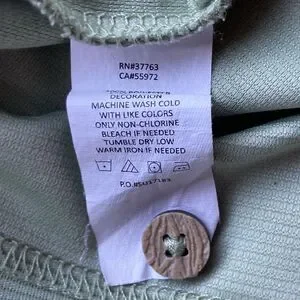 RN#37763
CA#55972
DECORATION
MACHINE WASH COLD
WITH LIKE COLORS
ONLY NON-CHLORINE
BLEACH IF NEEDED
TUMBLE DRY LOW
WARM IRON IF NEEDED